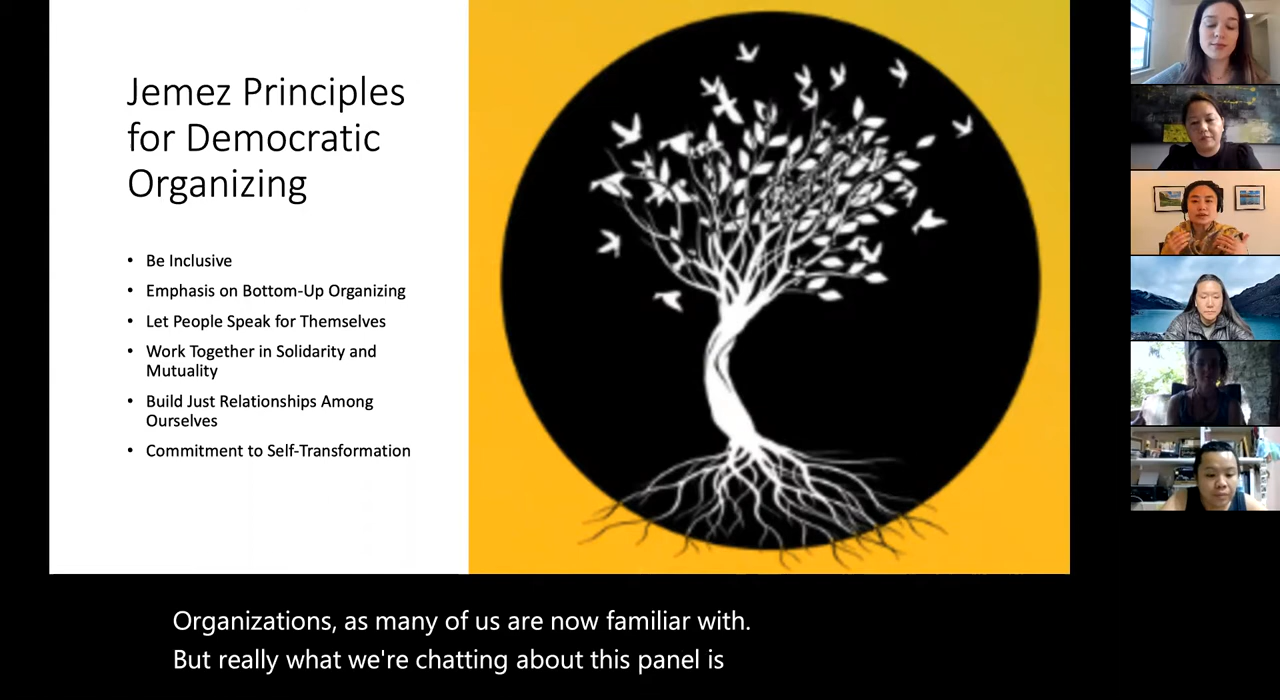 Jemez Principles
for Democratic
Organizing
• Be Inclusive
• Emphasis on Bottom-Up Organizing
• Let People Speak for Themselves
• Work Together in Solidarity and
Mutuality
• Build Just Relationships Among
Ourselves
• Commitment to Self-Transformation
Organizations, as many of us are now familiar with.
But really what we're chatting about this panel is